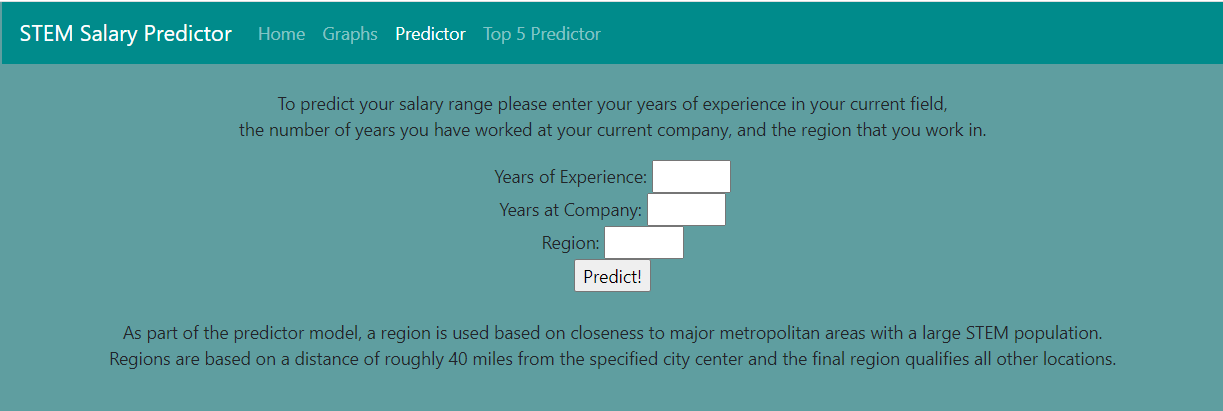 STEM Salary Predictor Home Graphs Predictor Top 5 Predictor
To predict your salary range please enter your years of experience in your current field,
the number of years you have worked at your current company, and the region that you work in.
Years of Experience:
Years at Company:
Region:
Predict!
As part of the predictor model, a region is used based on closeness to major metropolitan areas with a large STEM population.
Regions are based on a distance of roughly 40 miles from the specified city center and the final region qualifies all other locations.